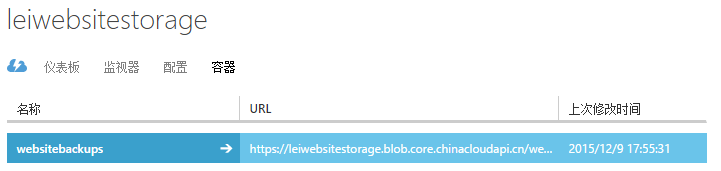 leiwebsitestorage
仪表板 监视器 配置 容器
名称 URL 上次修改时间
websitebackups → https://leiwebsitestorage.blob.core.chinacloudapi.cn/we... 2015/12/9 17:55:31